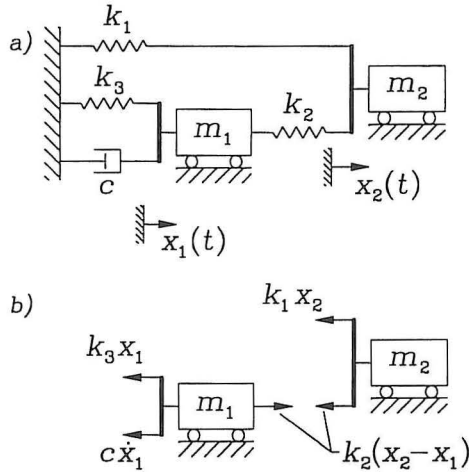 a)
k₁
k₃
k₂
m₂
m₁
c
x₂(t)
x₁(t)
b)
k₁x₂
k₃x₁
m₂
m₁
cẋ₁
k₂(x₂-x₁)